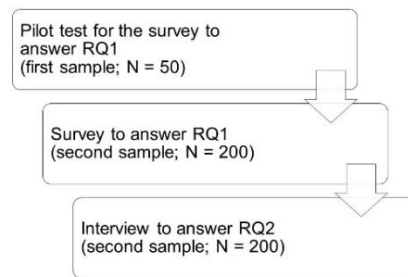 Pilot test for the survey to
answer RQ1
(first sample; N = 50)
Survey to answer RQ1
(second sample; N = 200)
Interview to answer RQ2
(second sample; N = 200)